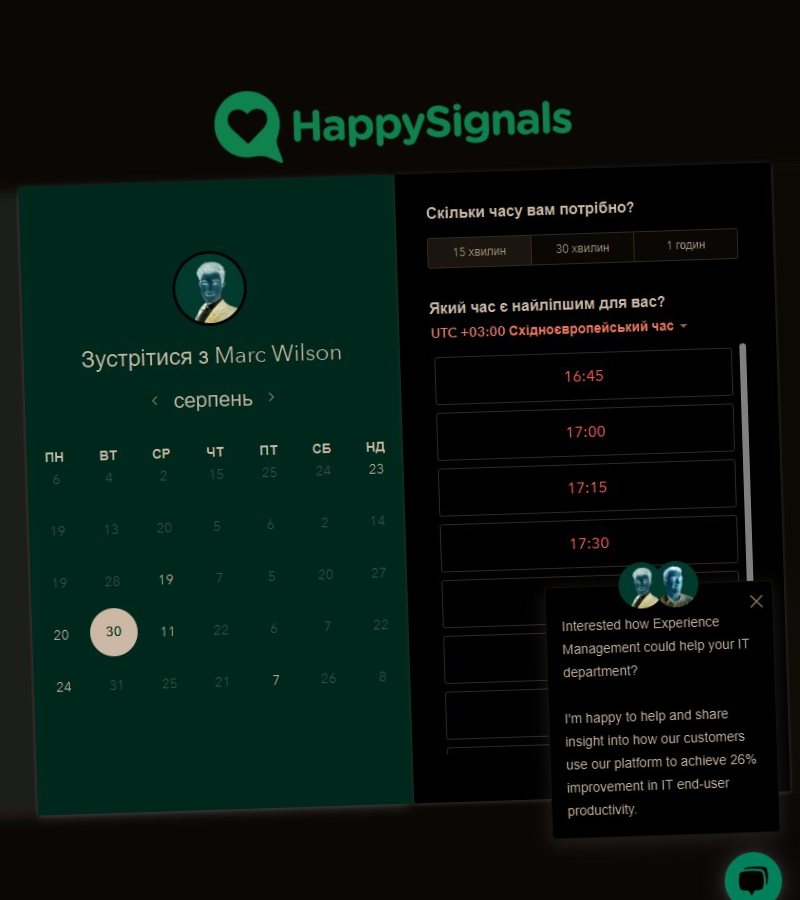 HappySignals
Зустрітися з Marc Wilson
серпень
ПН ВТ СР ЧТ ПТ СБ НД
6 4 2 15 25 24 23
19 13 20 5 6 2 14
19 28 19 7 5 20 27
20 30 11 22 6 7 22
24 31 25 21 7 26 8
Скільки часу вам потрібно?
15 хвилин 30 хвилин 1 годин
Який час є найліпшим для вас?
UTC +03:00 Східноєвропейський час
16:45
17:00
17:15
17:30
Interested how Experience
Management could help your IT
department?
I'm happy to help and share
insight into how our customers
use our platform to achieve 26%
improvement in IT end-user
productivity.